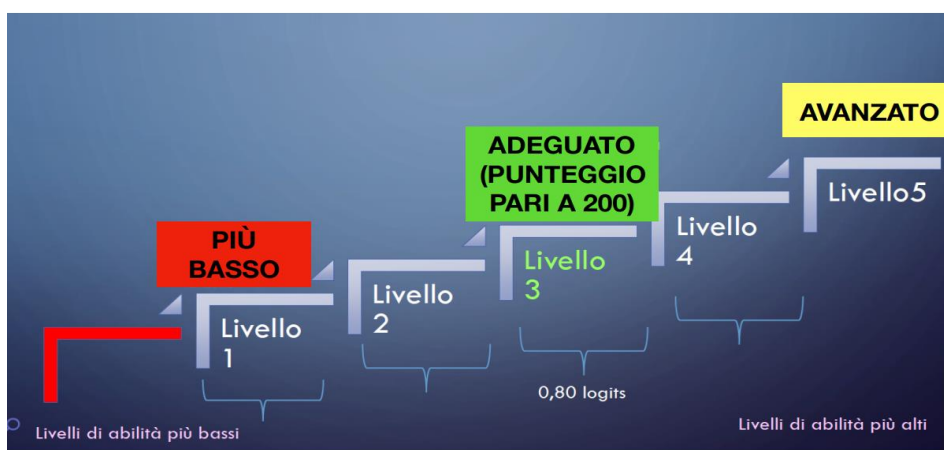 AVANZATO
ADEGUATO
(PUNTEGGIO
PARI A 200)
Livello5
PIÙ
BASSO
Livello
4
Livello
3
Livello
2
Livello
1
0,80 logits
Livelli di abilità più bassi
Livelli di abilità più alti